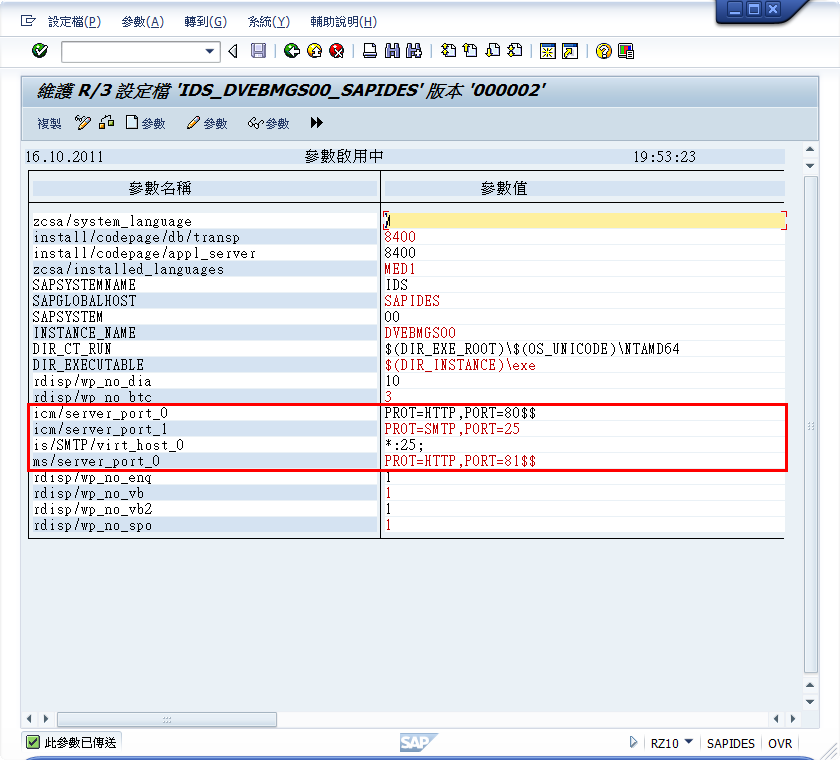 設定檔(P) 參數(A) 轉到(G) 系統(Y) 輔助說明(H)
維護 R/3 設定檔 'IDS_DVEBMGS00_SAPIDES' 版本 '000002'
複製 參數 參數 參數
16.10.2011 參數啟用中 19:53:23
參數名稱 參數值
zcsa/system_language
install/codepage/db/transp 8400
install/codepage/appl_server 8400
zcsa/installed_languages MED1
SAPSYSTEMNAME IDS
SAPGLOBALHOST SAPIDES
SAPSYSTEM 00
INSTANCE_NAME DVEBMGS00
DIR_CT_RUN $(DIR_EXE_ROOT)\$(OS_UNICODE)\NTAMD64
DIR_EXECUTABLE $(DIR_INSTANCE)\exe
rdisp/wp_no_dia 10
rdisp/wp_no_btc 3
icm/server_port_0 PROT=HTTP,PORT=80$$
icm/server_port_1 PROT=SMTP,PORT=25
is/SMTP/virt_host_0 *:25;
ms/server_port_0 PROT=HTTP,PORT=81$$
rdisp/wp_no_enq 1
rdisp/wp_no_vb 1
rdisp/wp_no_vb2 1
rdisp/wp_no_spo 1
此參數已傳送 SAP RZ10 SAPIDES OVR